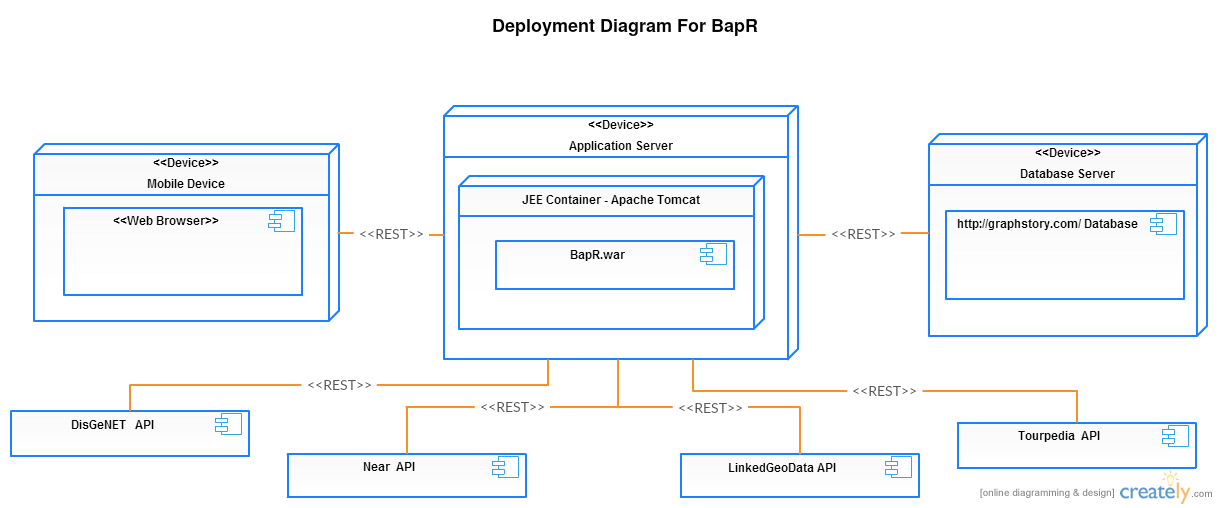 Deployment Diagram For BapR
<<Device>>
Mobile Device
<<Web Browser>>
<<REST>>
<<Device>>
Application Server
JEE Container - Apache Tomcat
BapR.war
<<REST>>
<<Device>>
Database Server
http://graphstory.com/ Database
<<REST>>
<<REST>>
<<REST>>
<<REST>>
DisGeNET API
Near API
LinkedGeoData API
Tourpedia API
[online diagramming & design] creately.com